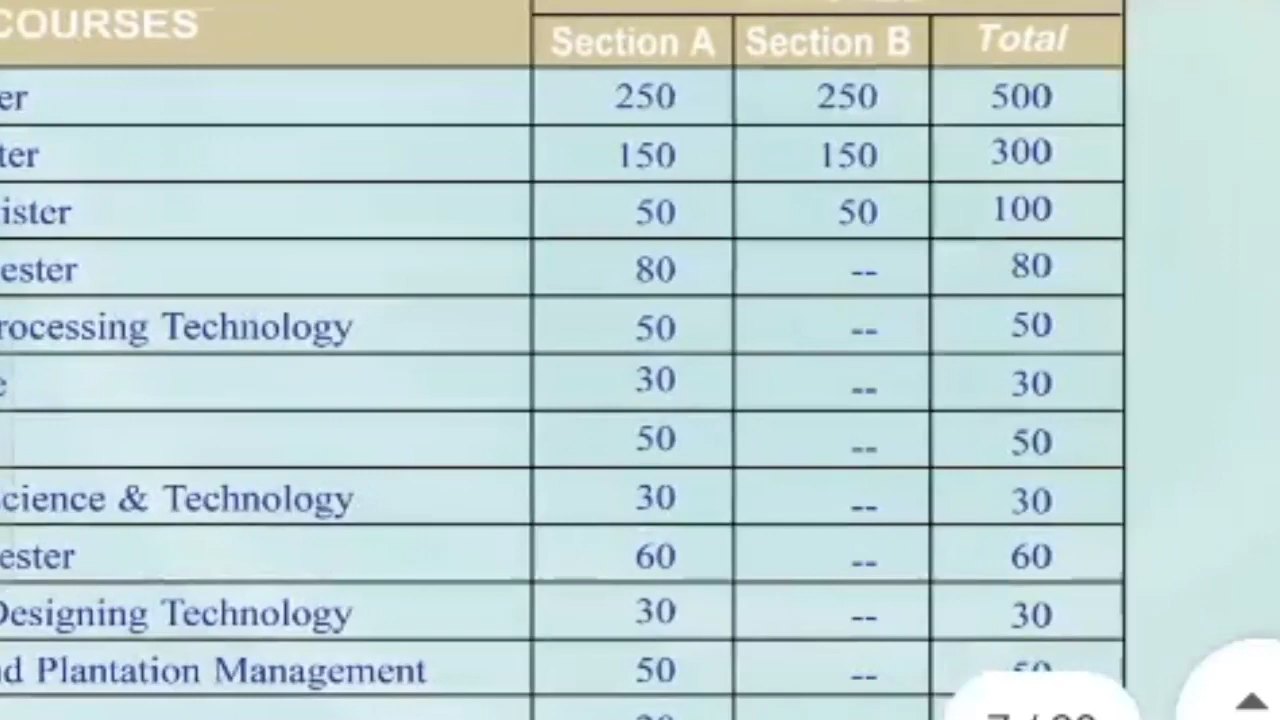 COURSES Section A Section B Total
er 250 250 500
ter 150 150 300
ister 50 50 100
ester 80 -- 80
rocessing Technology 50 -- 50
e 30 -- 30
50 -- 50
cience & Technology 30 -- 30
ester 60 -- 60
Designing Technology 30 -- 30
d Plantation Management 50 --